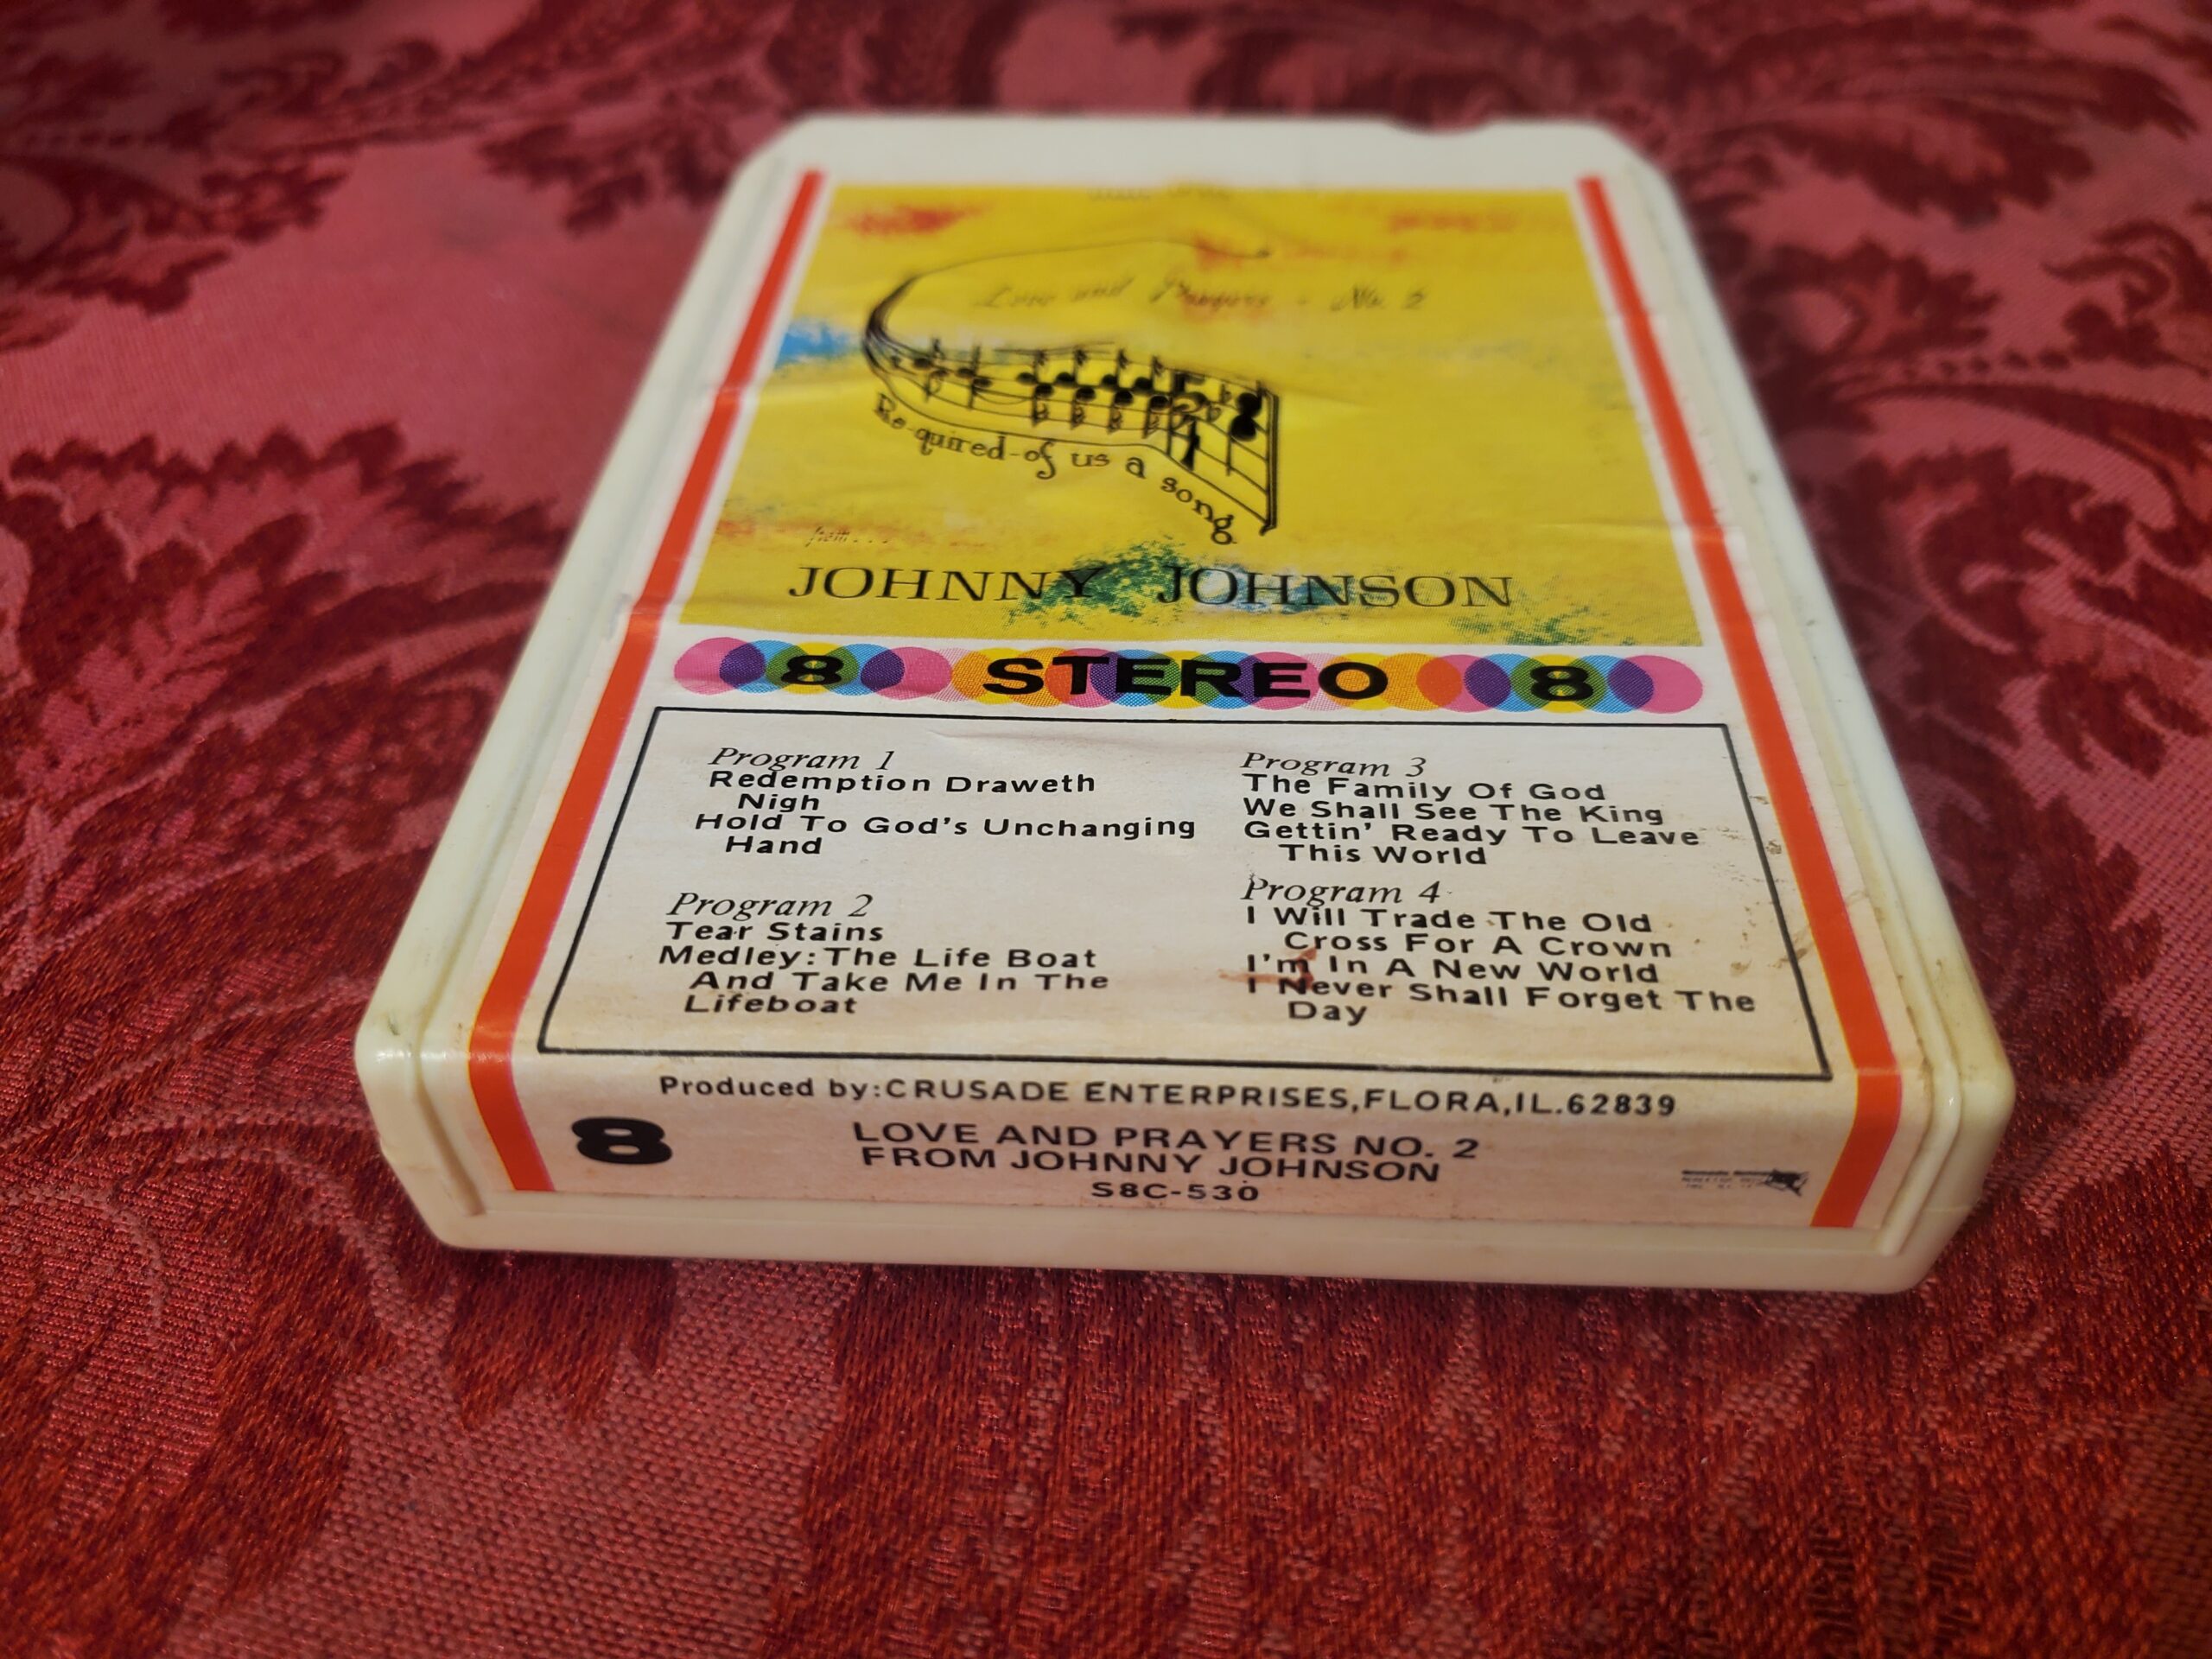 Love and Prayers - No. 2
Re-quired-of us a song
from...
JOHNNY JOHNSON
8 STEREO 8
Program 1
Redemption Draweth
Nigh
Hold To God's Unchanging
Hand
Program 2
Tear Stains
Medley:The Life Boat
And Take Me In The
Lifeboat
Program 3
The Family Of God
We Shall See The King
Gettin' Ready To Leave
This World
Program 4
I Will Trade The Old
Cross For A Crown
I'm In A New World
I Never Shall Forget The
Day
Produced by:CRUSADE ENTERPRISES,FLORA,IL.62839
8
LOVE AND PRAYERS NO. 2
FROM JOHNNY JOHNSON
S8C-530